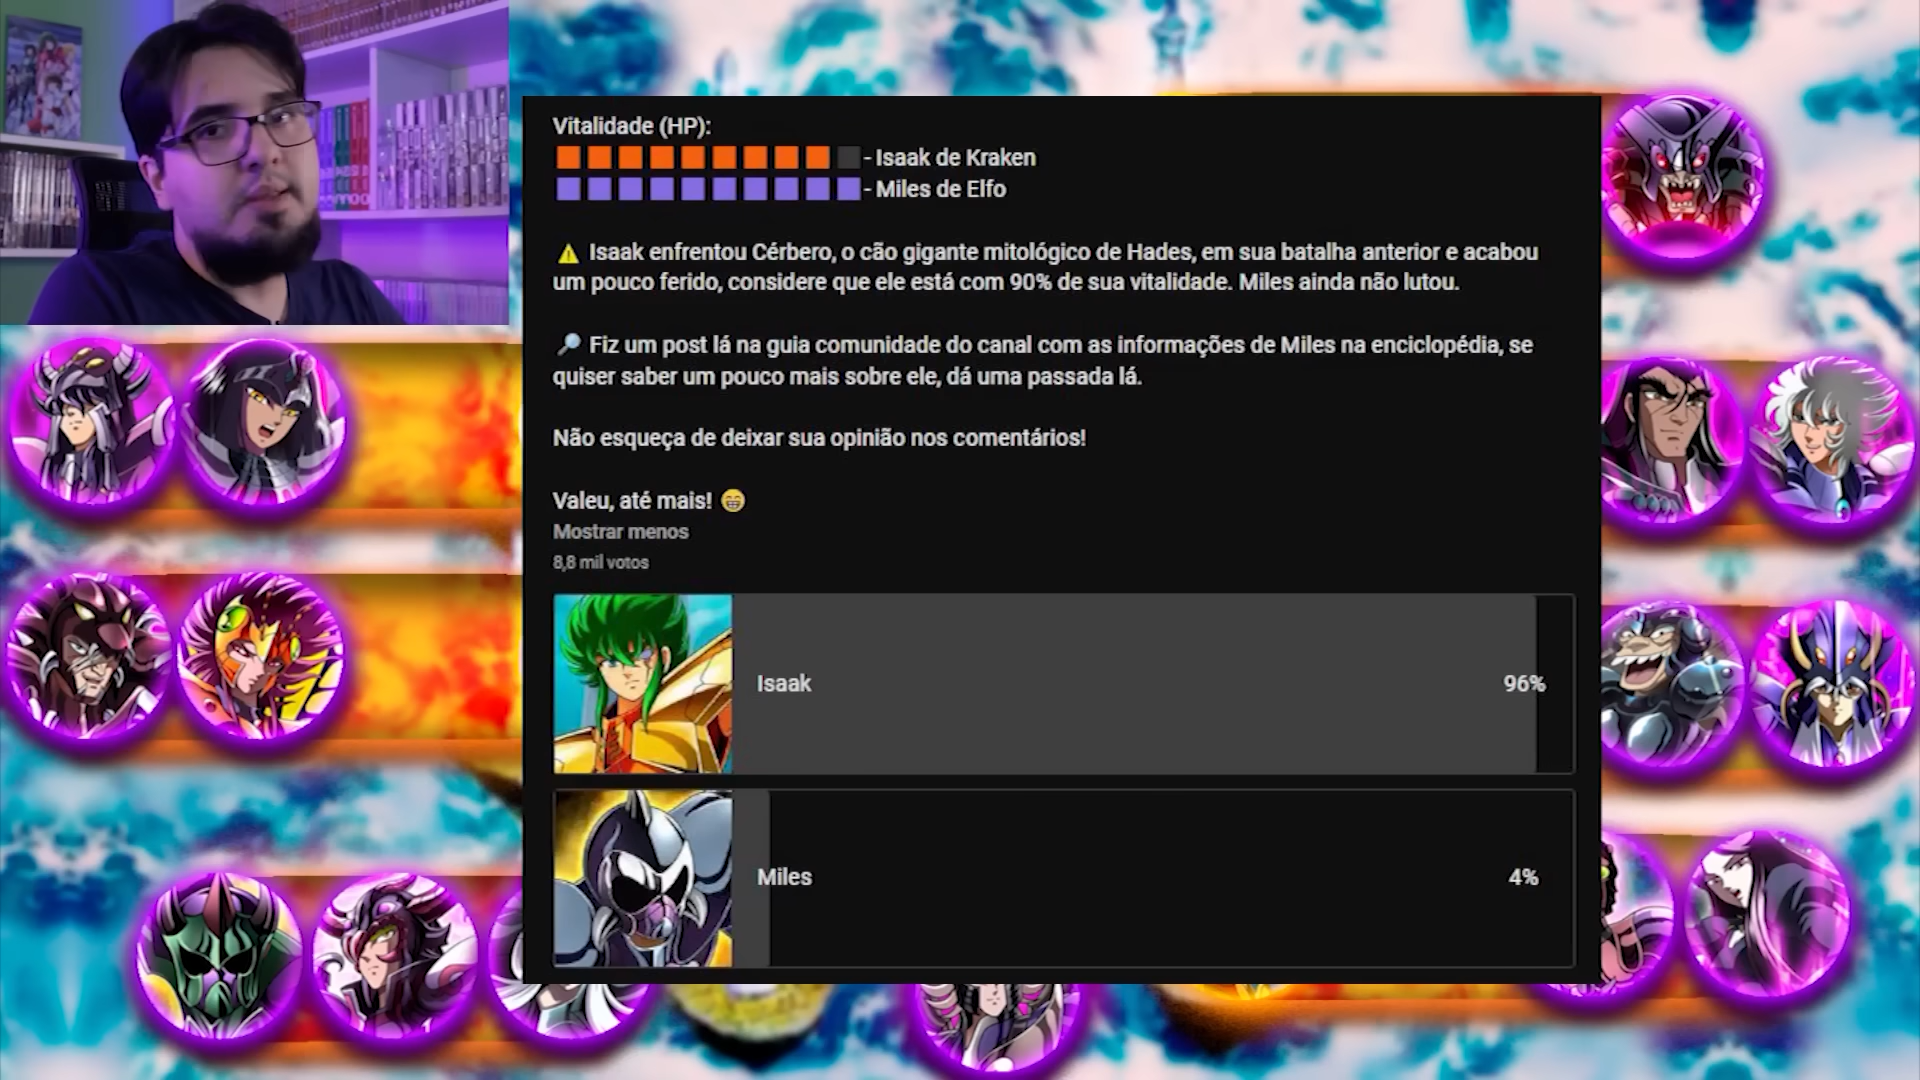 Vitalidade (HP):
- Isaak de Kraken
- Miles de Elfo
Isaak enfrentou Cérbero, o cão gigante mitológico de Hades, em sua batalha anterior e acabou
um pouco ferido, considere que ele está com 90% de sua vitalidade. Miles ainda não lutou.
Fiz um post lá na guia comunidade do canal com as informações de Miles na enciclopédia, se
quiser saber um pouco mais sobre ele, dá uma passada lá.
Não esqueça de deixar sua opinião nos comentários!
Valeu, até mais! 😁
Mostrar menos
8,8 mil votos
Isaak
96%
Miles
4%